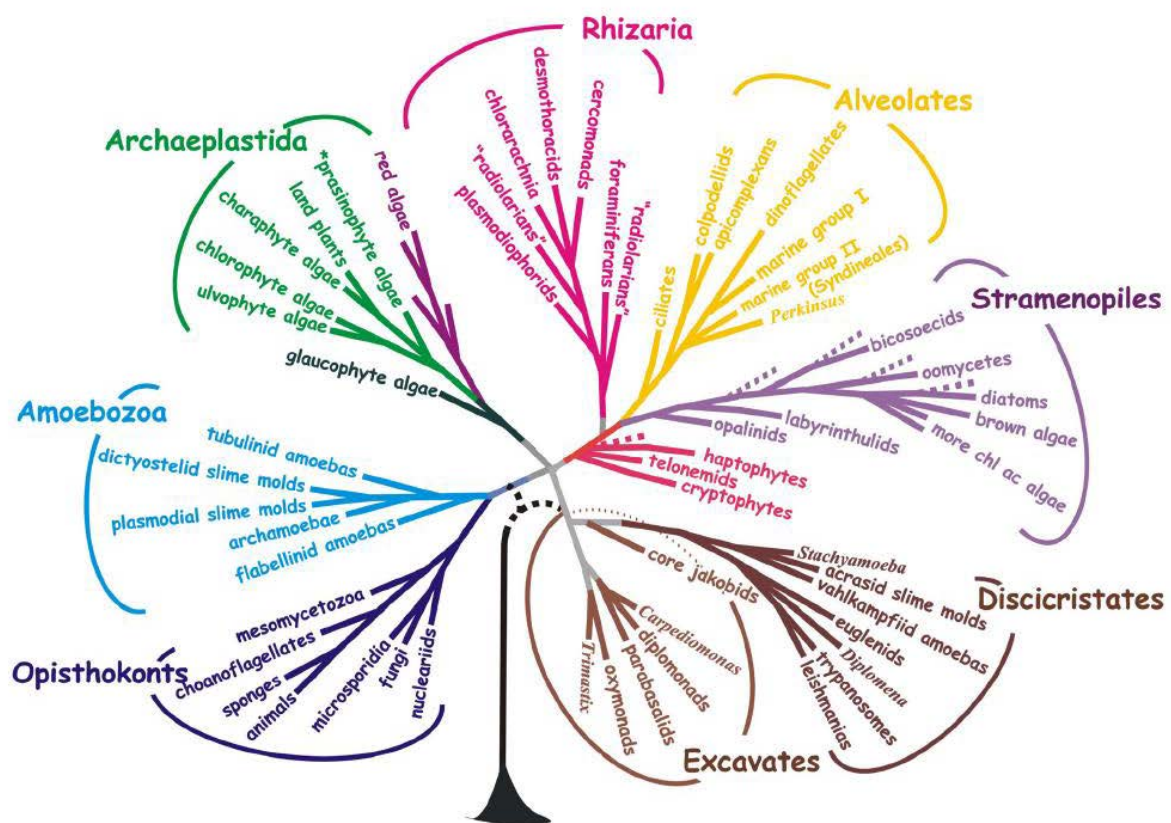 Rhizaria
desmothoracids
cercomonads
chlorarachnia
"radiolarians"
plasmadiophorids
foraminiferans
"radiolarians"
Alveolates
colpodellids
apicomplexans
dinoflagellates
ciliates
marine group I
marine group II
(Syndineales)
Perkinsus
Archaeplastida
red algae
*prasinophyte algae
land plants
charaphyte algae
chlorophyte algae
ulvophyte algae
glaucophyte algae
Stramenopiles
bicosoecids
oomycetes
diatoms
brown algae
more chl ac algae
labyrinthulids
opalinids
haptophytes
telonemids
cryptophytes
Amoebozoa
tubulinid amoebas
dictyostelid slime molds
plasmodial slime molds
archamoebae
flabellinid amoebas
Discicristates
Stachyamoeba
acrasid slime molds
vahlkampfiid amoebas
euglenids
Diplomena
trypanosomes
leishmanias
core jakobids
Opisthokonts
mesomycetozoa
choanoflagellates
sponges
animals
microsporidia
fungi
nucleariids
Excavates
Carpediomonas
diplomonads
parabasalids
oxymonads
Trimastix